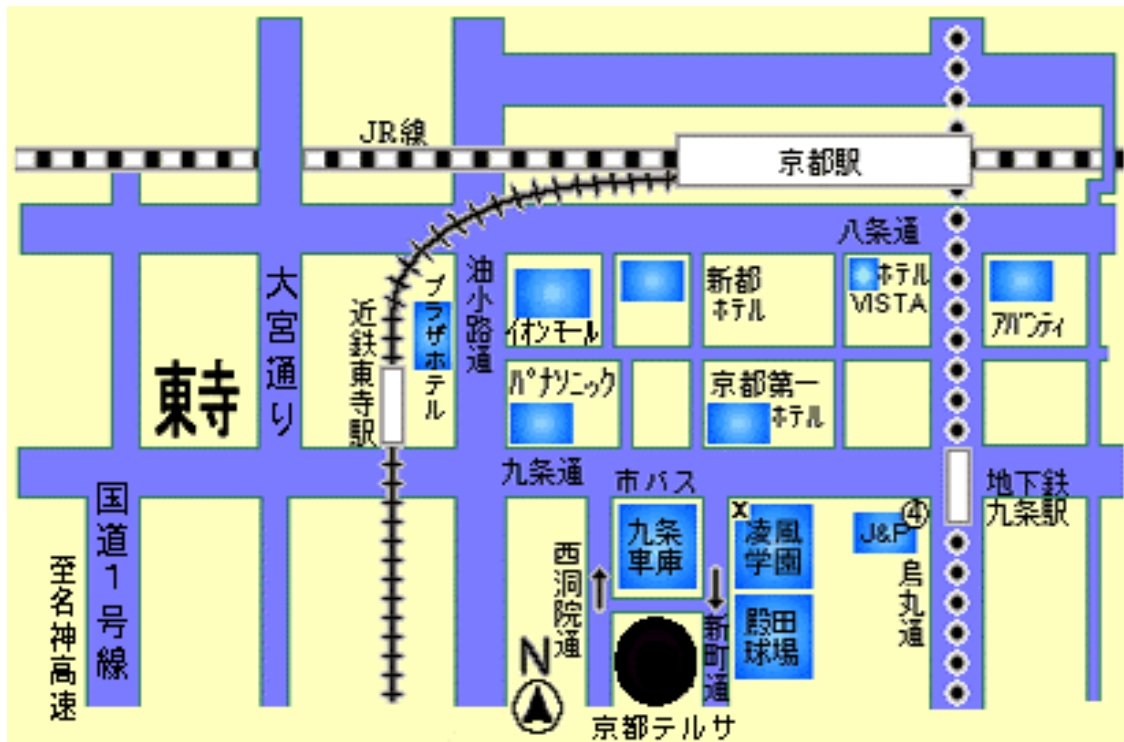 JR線
京都駅
八条通
大宮通り
近鉄東寺駅
プラザホテル
油小路通
イオンモール
新都
ホテル
ホテル
VISTA
アバンティ
東寺
パナソニック
京都第一
ホテル
九条通
市バス
地下鉄
九条駅
国道1号線
至名神高速
西洞院通
九条
車庫
x
凌風
学園
J&P
④
烏丸通
新町通
殿田
球場
N
京都テルサ